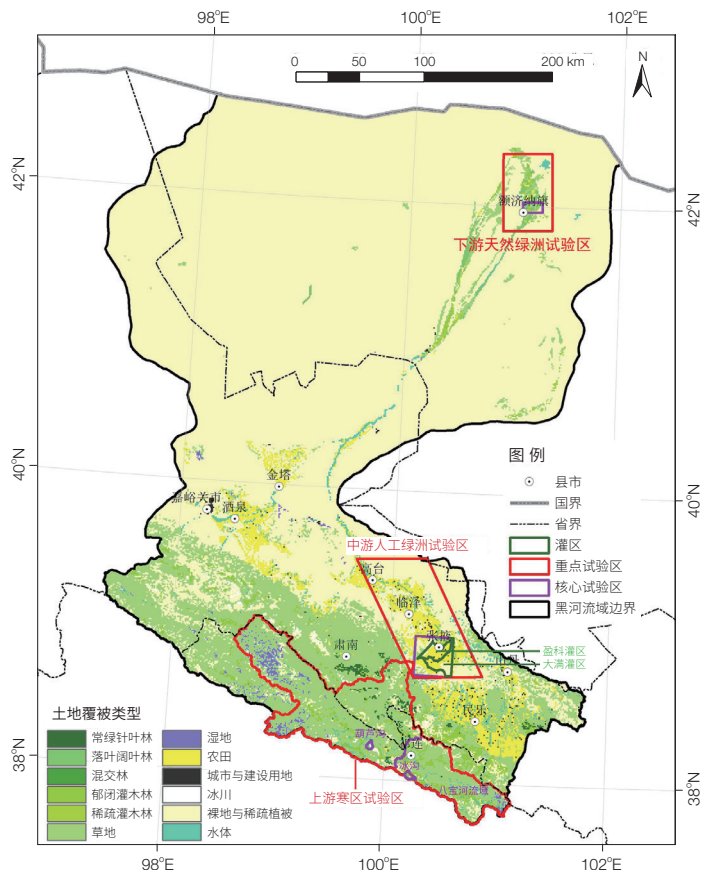 98°E
100°E
102°E
0
50
100
200 km
N
42°N
42°N
额济纳旗
下游天然绿洲试验区
40°N
40°N
图例
县市
国界
省界
灌区
重点试验区
核心试验区
黑河流域边界
金塔
嘉峪关市
酒泉
中游人工绿洲试验区
高台
临泽
张掖
盈科灌区
大满灌区
肃南
民乐
38°N
38°N
葫芦沟
祁连
冰沟
八宝河流域
上游寒区试验区
土地覆被类型
常绿针叶林
落叶阔叶林
混交林
郁闭灌木林
稀疏灌木林
草地
湿地
农田
城市与建设用地
冰川
裸地与稀疏植被
水体
98°E
100°E
102°E